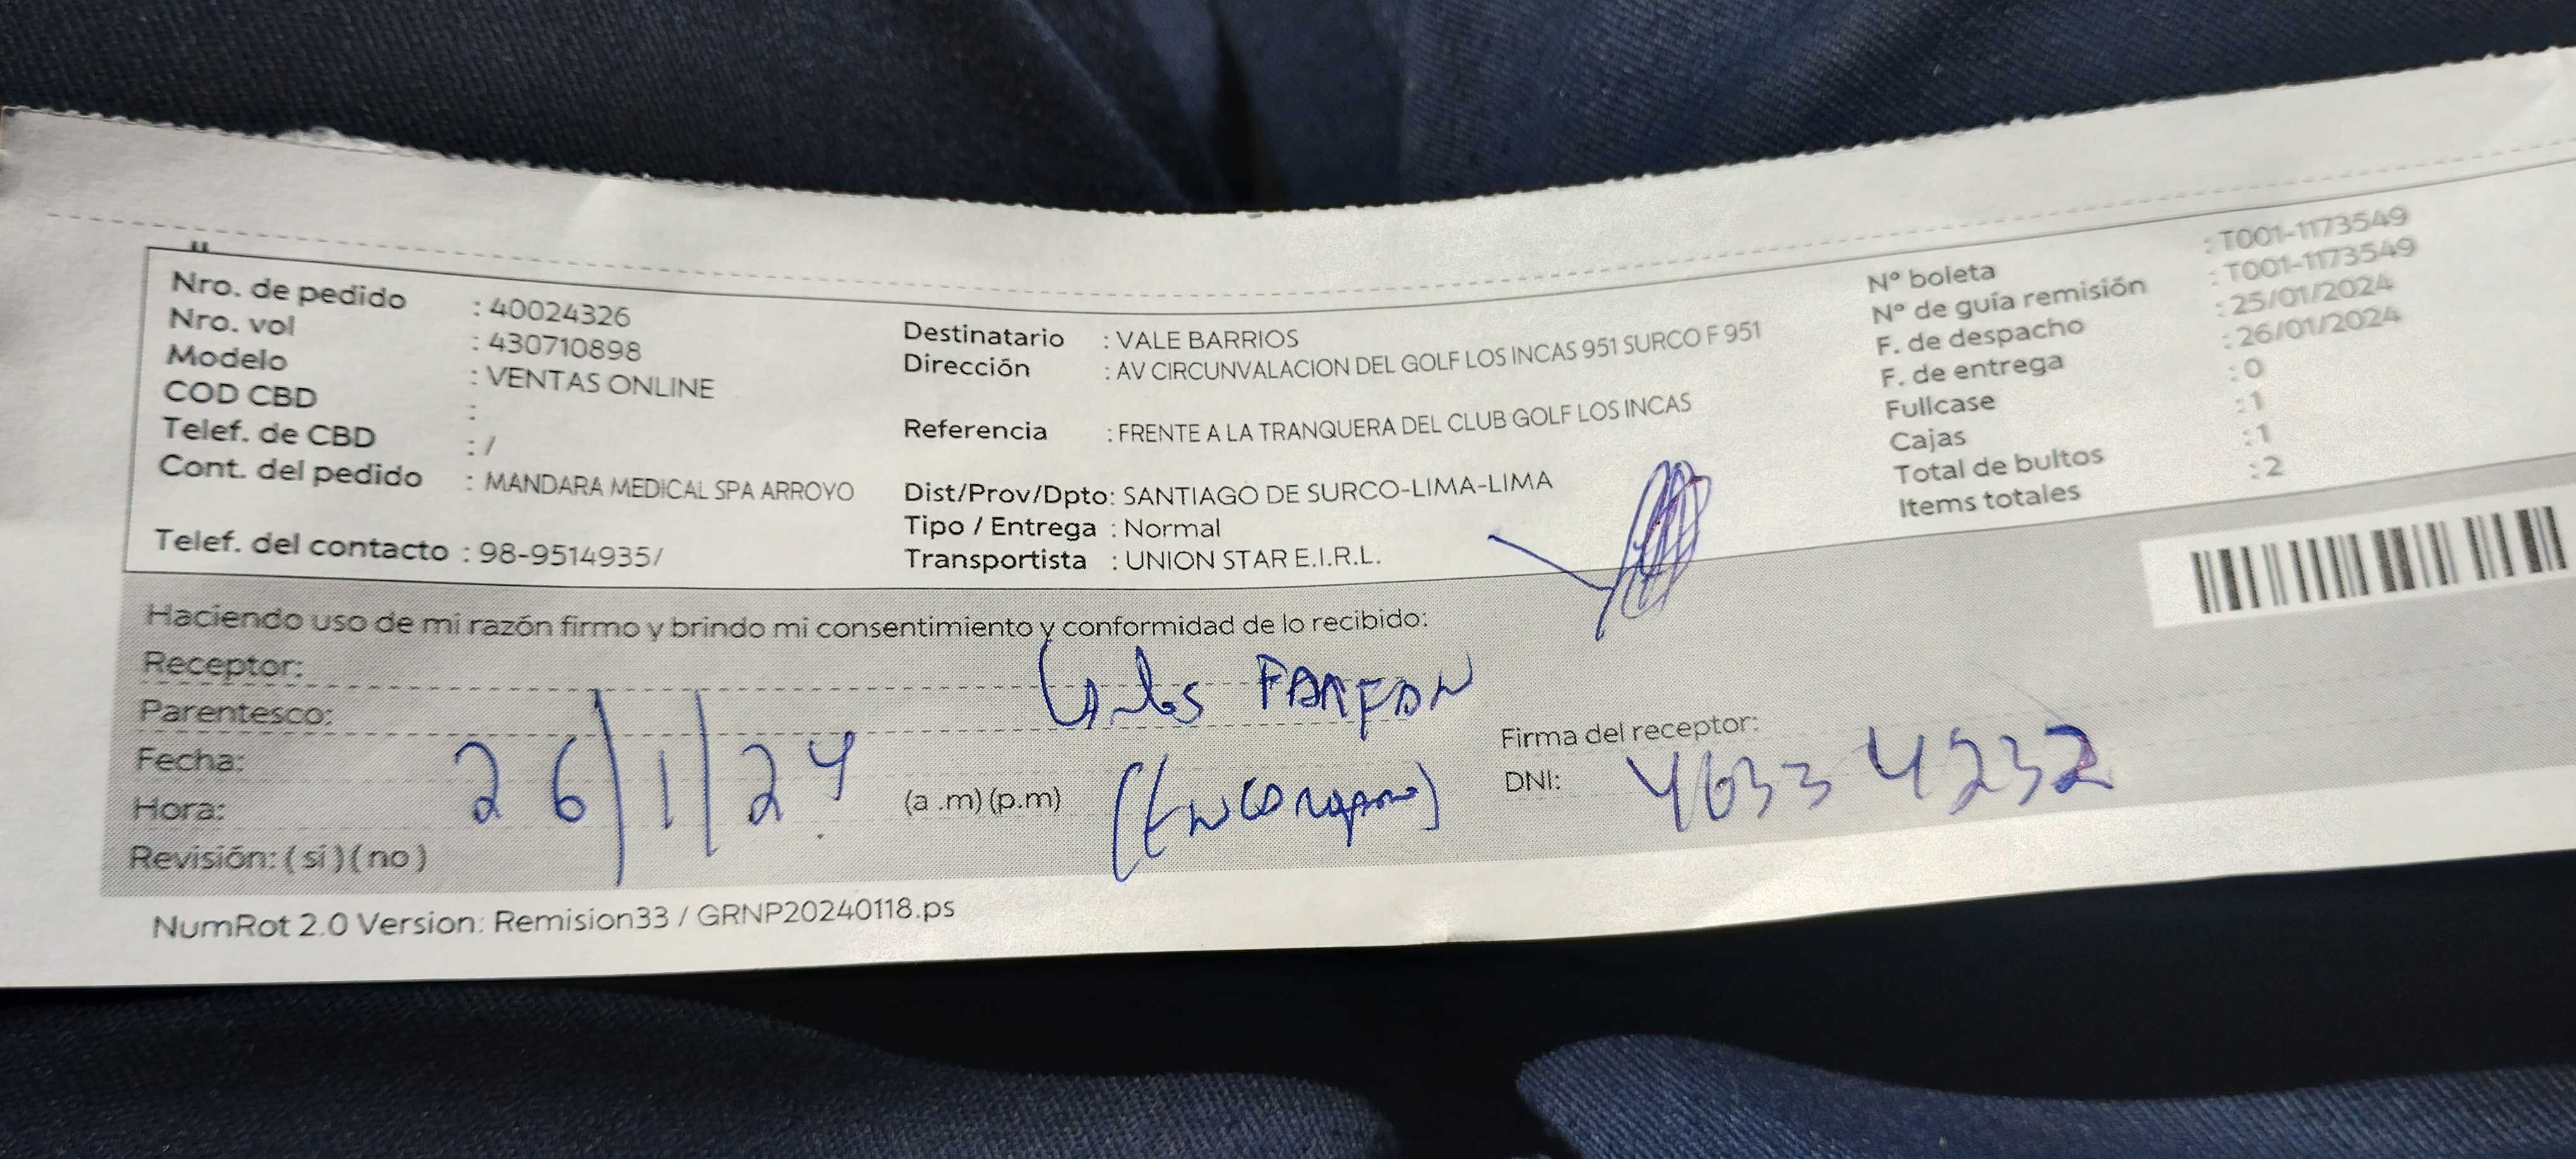 Nro. de pedido : 40024326
Nro. vol : 430710898
Modelo : VENTAS ONLINE
COD CBD :
Telef. de CBD : /
Cont. del pedido : MANDARA MEDICAL SPA ARROYO
Telef. del contacto : 98-9514935/
Destinatario : VALE BARRIOS
Dirección : AV CIRCUNVALACION DEL GOLF LOS INCAS 951 SURCO F 951
Referencia : FRENTE A LA TRANQUERA DEL CLUB GOLF LOS INCAS
Dist/Prov/Dpto: SANTIAGO DE SURCO-LIMA-LIMA
Tipo / Entrega : Normal
Transportista : UNION STAR E.I.R.L.
N° boleta : T001-1173549
N° de guía remisión : T001-1173549
F. de despacho : 25/01/2024
F. de entrega : 26/01/2024
Fullcase : 0
Cajas : 1
Total de bultos : 1
Items totales : 2
Haciendo uso de mi razón firmo y brindo mi consentimiento y conformidad de lo recibido:
Receptor: Carlos FARFAN
Parentesco:
Fecha: 26/1/24
Hora: (a .m) (p.m)
Firma del receptor:
DNI: 46334232
Revisión: ( si ) ( no )
NumRot 2.0 Version: Remision33 / GRNP20240118.ps